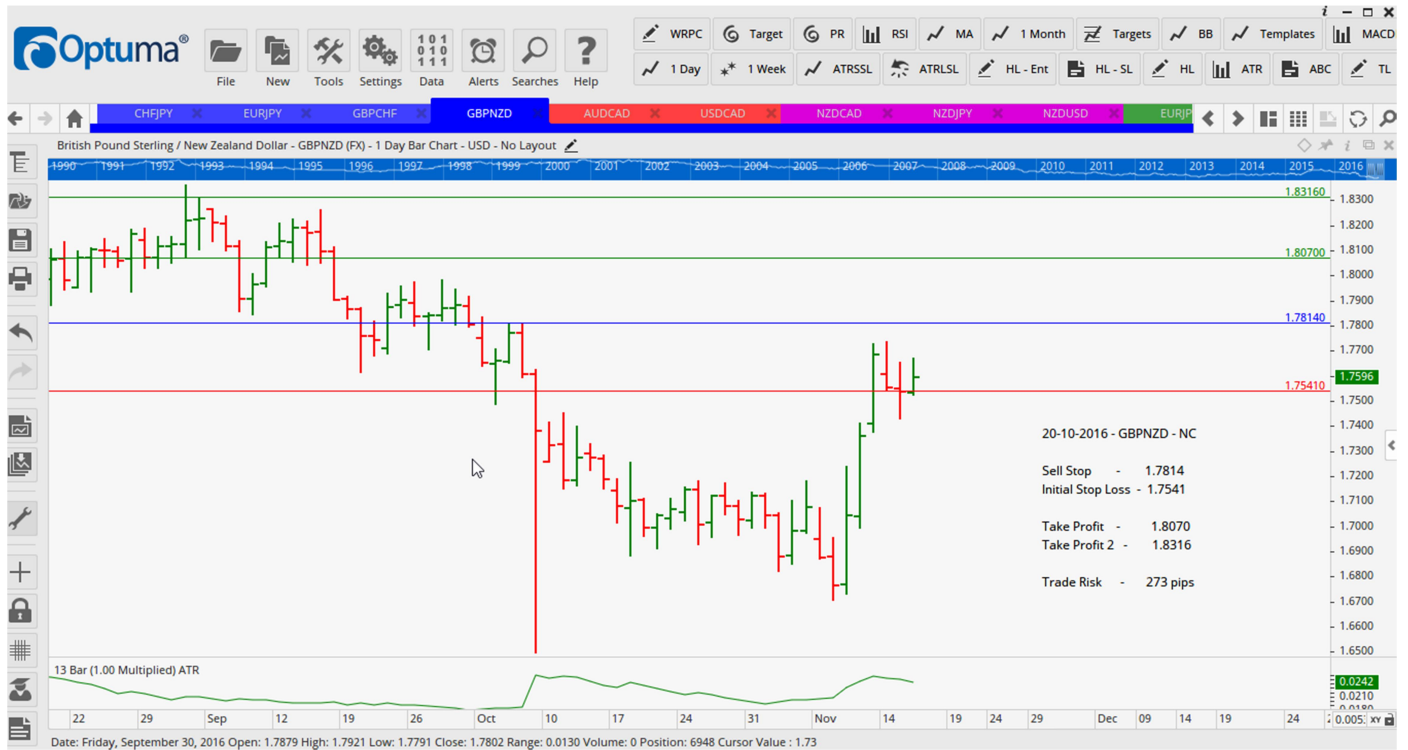 i
Optuma®
WRPC Target PR RSI MA 1 Month Targets BB Templates MACD
1 Day 1 Week ATRSSL ATRLSL HL - Ent HL - SL HL ATR ABC TL
101
010
111
File New Tools Settings Data Alerts Searches Help
CHFJPY EURJPY GBPCHF GBPNZD AUDCAD USDCAD NZDCAD NZDJPY NZDUSD EURJP
British Pound Sterling / New Zealand Dollar - GBPNZD (FX) - 1 Day Bar Chart - USD - No Layout
1990 1991 1992 1993 1994 1995 1996 1997 1998 1999 2000 2001 2002 2003 2004 2005 2006 2007 2008 2009 2010 2011 2012 2013 2014 2015 2016
1.83160
1.8300
1.8200
1.80700
1.8100
1.8000
1.7900
1.78140
1.7800
1.7700
1.75410
1.7596
1.7500
1.7400
1.7300
1.7200
1.7100
1.7000
1.6900
1.6800
1.6700
1.6600
1.6500
20-10-2016 - GBPNZD - NC
Sell Stop - 1.7814
Initial Stop Loss - 1.7541
Take Profit - 1.8070
Take Profit 2 - 1.8316
Trade Risk - 273 pips
13 Bar (1.00 Multiplied) ATR
0.0242
0.0210
22 29 Sep 12 19 26 Oct 10 17 24 31 Nov 14 19 24 29 Dec 09 14 19 24
XY
Date: Friday, September 30, 2016 Open: 1.7879 High: 1.7921 Low: 1.7791 Close: 1.7802 Range: 0.0130 Volume: 0 Position: 6948 Cursor Value : 1.73